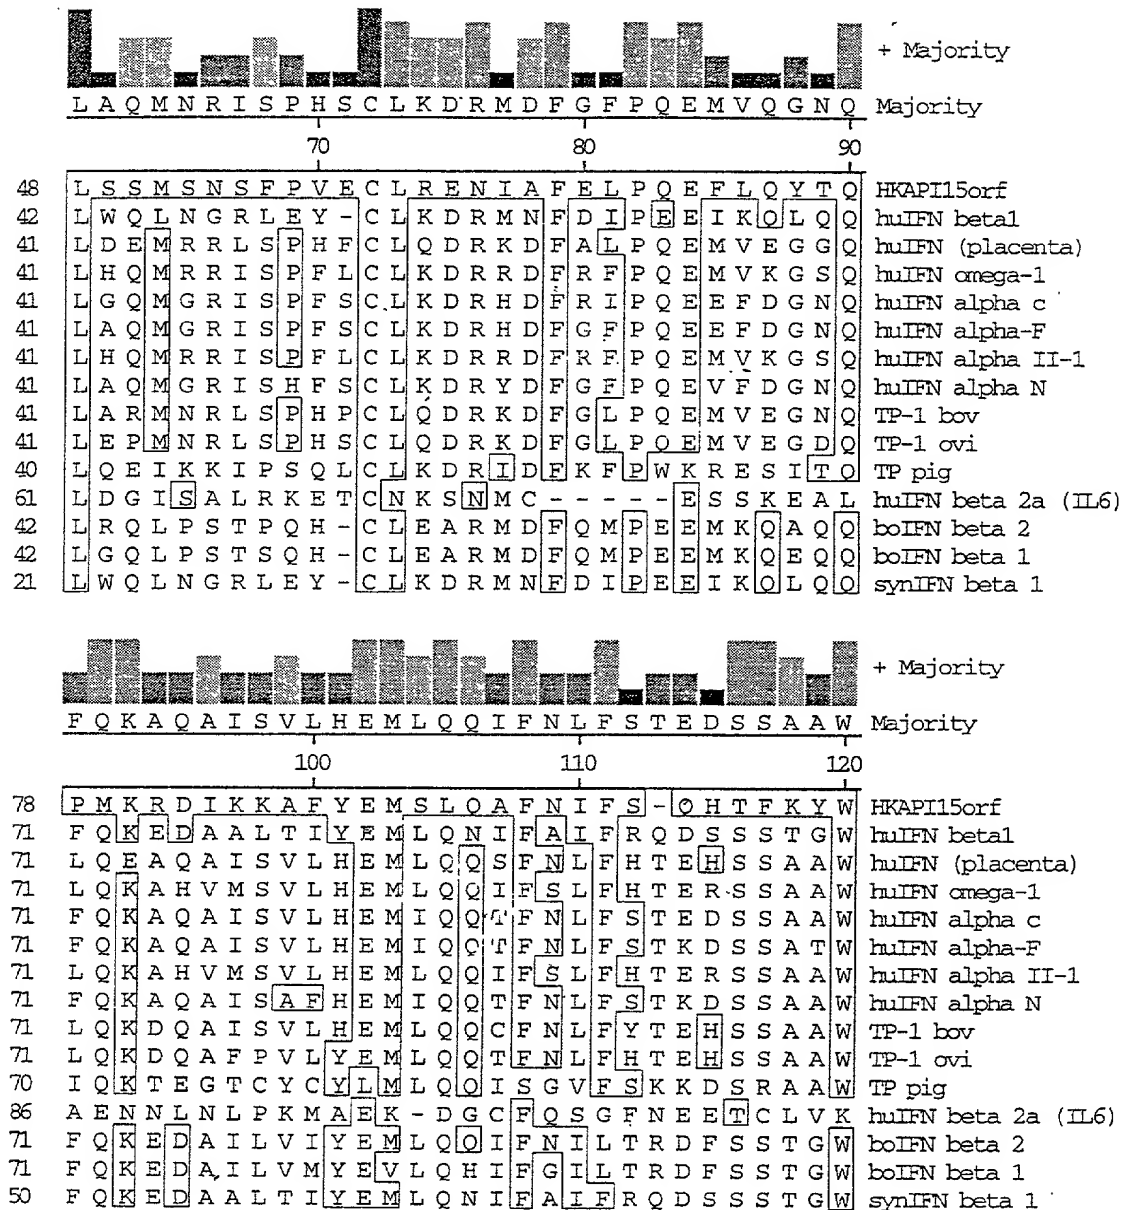 + Majority
L A Q M N R I S P H S C L K D R M D F G F P Q E M V Q G N Q Majority
70 80 90
48 L S S M S N S F P V E C L R E N I A F E L P Q E F L Q Y T Q HKAPI15orf
42 L W Q L N G R L E Y - C L K D R M N F D I P E E I K Q L Q Q huIFN beta1
41 L D E M R R L S P H F C L Q D R K D F A L P Q E M V E G G Q huIFN (placenta)
41 L H Q M R R I S P F L C L K D R R D F R F P Q E M V K G S Q huIFN omega-1
41 L G Q M G R I S P F S C L K D R H D F R I P Q E E F D G N Q huIFN alpha c
41 L A Q M G R I S P F S C L K D R H D F G F P Q E E F D G N Q huIFN alpha-F
41 L H Q M R R I S P F L C L K D R R D F R F P Q E M V K G S Q huIFN alpha II-1
41 L A Q M G R I S H F S C L K D R Y D F G F P Q E V F D G N Q huIFN alpha N
41 L A R M N R L S P H P C L Q D R K D F G L P Q E M V E G N Q TP-1 bov
41 L E P M N R L S P H S C L Q D R K D F G L P Q E M V E G D Q TP-1 ovi
40 L Q E I K K I P S Q L C L K D R I D F K F P W K R E S I T Q TP pig
61 L D G I S A L R K E T C N K S N M C - - - - - E S S K E A L huIFN beta 2a (IL6)
42 L R Q L P S T P Q H - C L E A R M D F Q M P E E M K Q A Q Q boIFN beta 2
42 L G Q L P S T S Q H - C L E A R M D F Q M P E E M K Q E Q Q boIFN beta 1
21 L W Q L N G R L E Y - C L K D R M N F D I P E E I K Q L Q Q synIFN beta 1
+ Majority
F Q K A Q A I S V L H E M L Q Q I F N L F S T E D S S A A W Majority
100 110 120
78 P M K R D I K K A F Y E M S L Q A F N I F S - Q H T F K Y W HKAPI15orf
71 F Q K E D A A L T I Y E M L Q N I F A I F R Q D S S S T G W huIFN beta1
71 L Q E A Q A I S V L H E M L Q Q S F N L F H T E H S S A A W huIFN (placenta)
71 L Q K A H V M S V L H E M L Q Q I F S L F H T E R S S A A W huIFN omega-1
71 F Q K A Q A I S V L H E M I Q Q T F N L F S T E D S S A A W huIFN alpha c
71 F Q K A Q A I S V L H E M I Q Q T F N L F S T K D S S A T W huIFN alpha-F
71 L Q K A H V M S V L H E M L Q Q I F S L F H T E R S S A A W huIFN alpha II-1
71 F Q K A Q A I S A F H E M I Q Q T F N L F S T K D S S A A W huIFN alpha N
71 L Q K D Q A I S V L H E M L Q Q C F N L F Y T E H S S A A W TP-1 bov
71 L Q K D Q A F P V L Y E M L Q Q T F N L F H T E H S S A A W TP-1 ovi
70 I Q K T E G T C Y C Y L M L Q Q I S G V F S K K D S R A A W TP pig
86 A E N N L N L P K M A E K - D G C F Q S G F N E E T C L V K huIFN beta 2a (IL6)
71 F Q K E D A I L V I Y E M L Q Q I F N I L T R D F S S T G W boIFN beta 2
71 F Q K E D A I L V M Y E V L Q H I F G I L T R D F S S T G W boIFN beta 1
50 F Q K E D A A L T I Y E M L Q N I F A I F R Q D S S S T G W synIFN beta 1